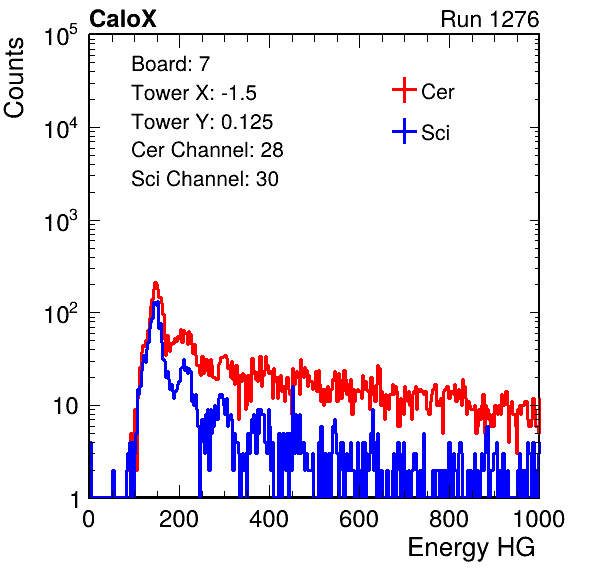 CaloX Run 1276
Counts
10^5
10^4
10^3
10^2
10
1
Board: 7
Tower X: -1.5
Tower Y: 0.125
Cer Channel: 28
Sci Channel: 30
Cer
Sci
0 200 400 600 800 1000
Energy HG